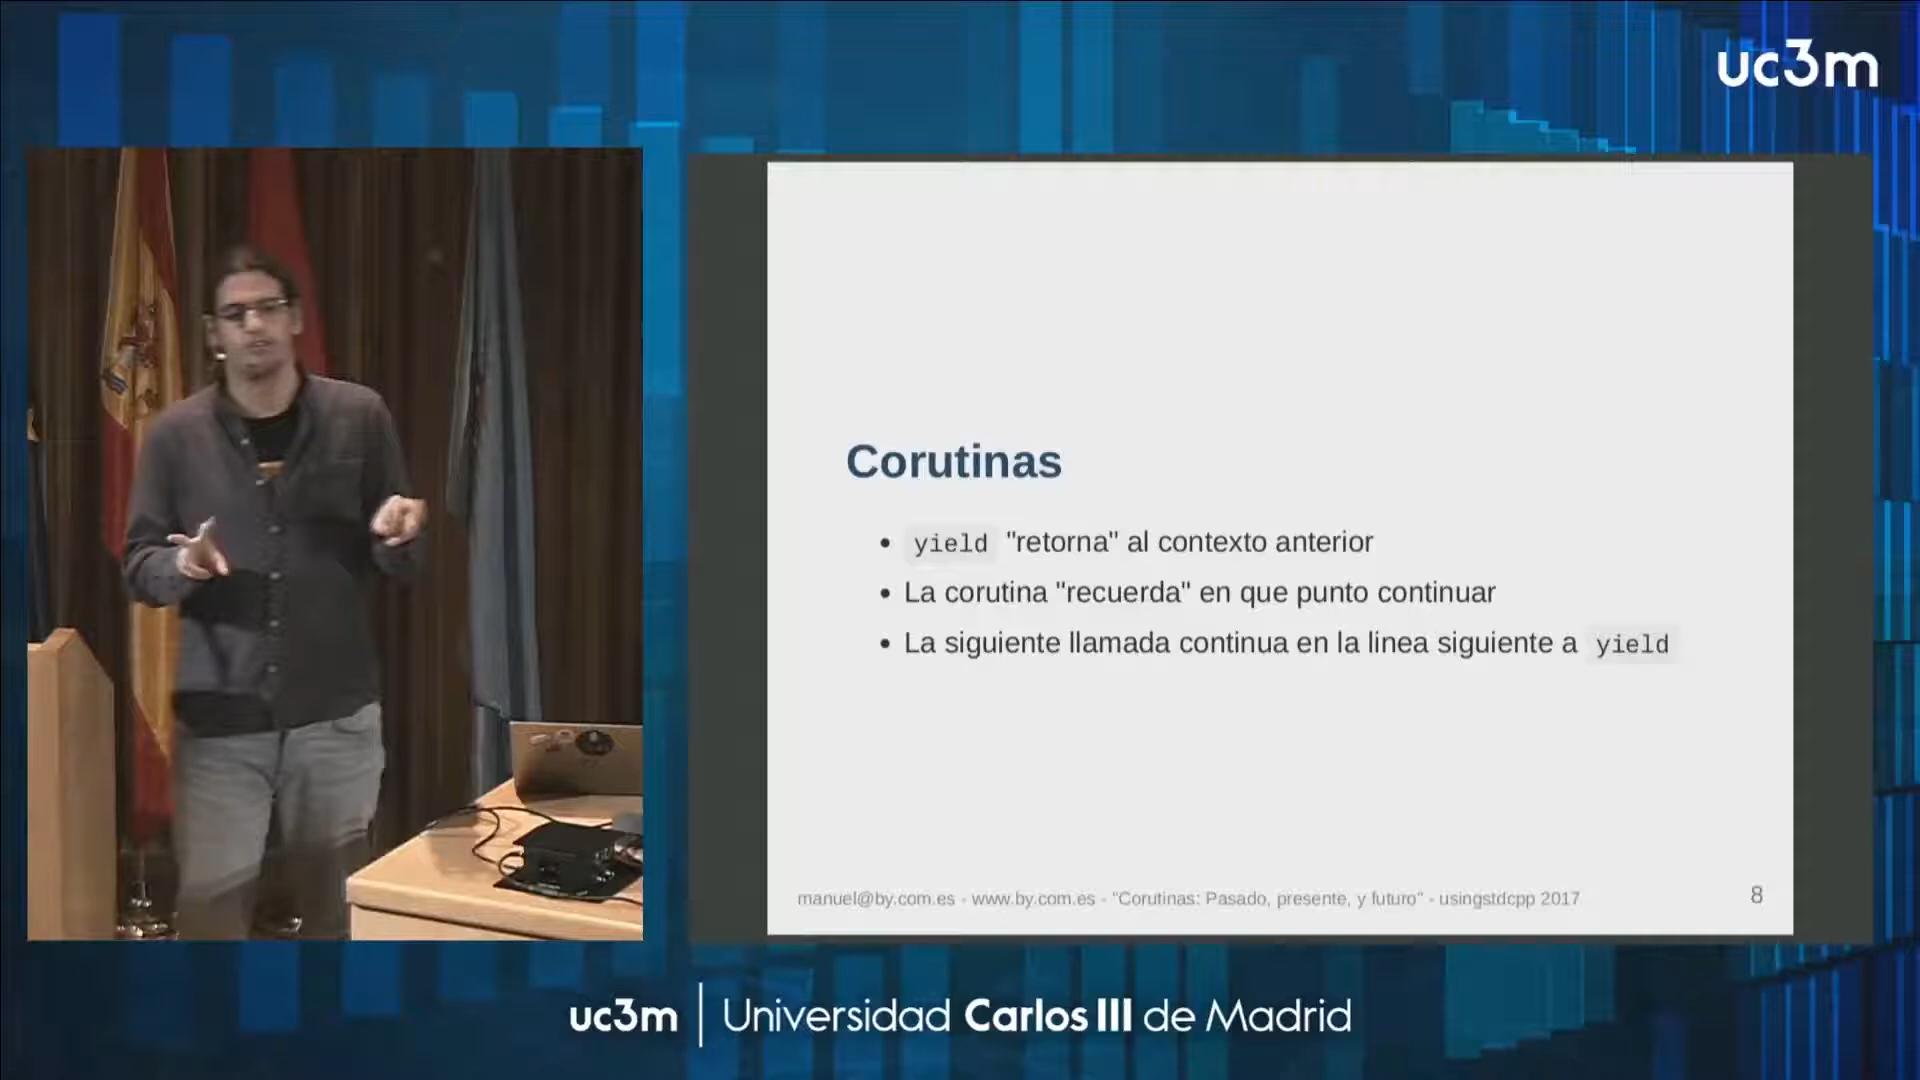 uc3m
Corutinas
yield "retorna" al contexto anterior
La corutina "recuerda" en que punto continuar
La siguiente llamada continua en la linea siguiente a yield
manuel@by.com.es - www.by.com.es - "Corutinas: Pasado, presente, y futuro" - usingstdcpp 2017
8
uc3m | Universidad Carlos III de Madrid